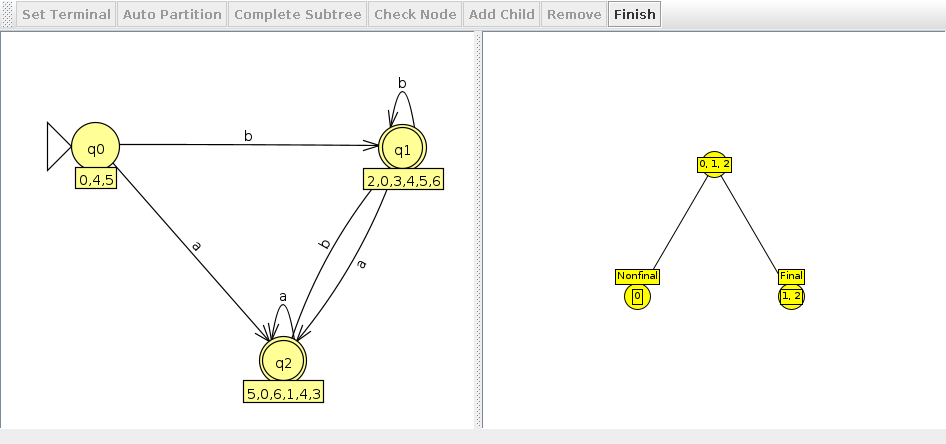 Set Terminal Auto Partition Complete Subtree Check Node Add Child Remove Finish
b
q0
b
q1
0,4,5
2,0,3,4,5,6
a
b
a
a
q2
5,0,6,1,4,3
0, 1, 2
Nonfinal
Final
0
1, 2